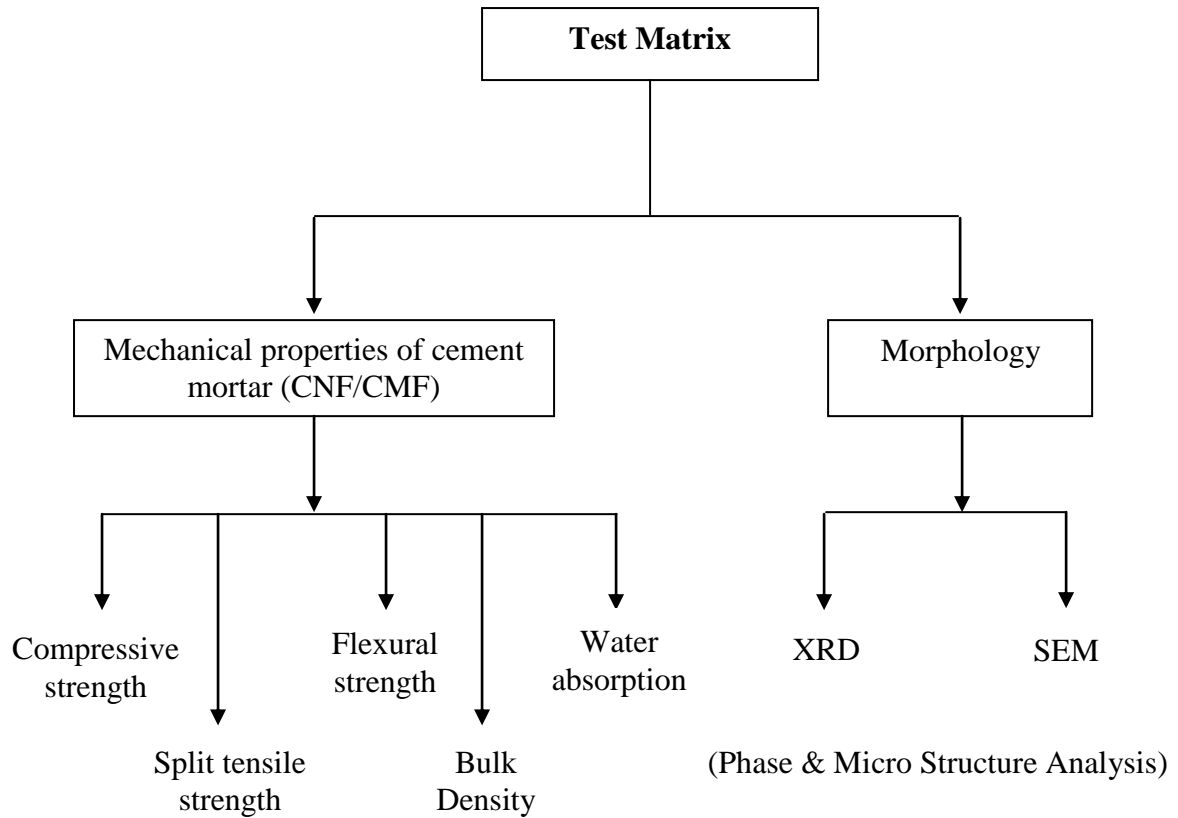 Test Matrix
Mechanical properties of cement
mortar (CNF/CMF)
Morphology
Compressive
strength
Split tensile
strength
Flexural
strength
Bulk
Density
Water
absorption
XRD
SEM
(Phase & Micro Structure Analysis)